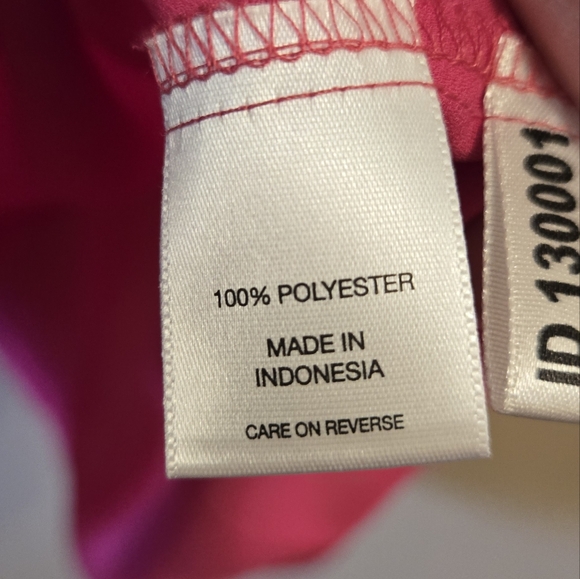 100% POLYESTER
MADE IN
INDONESIA
CARE ON REVERSE
ID 130001